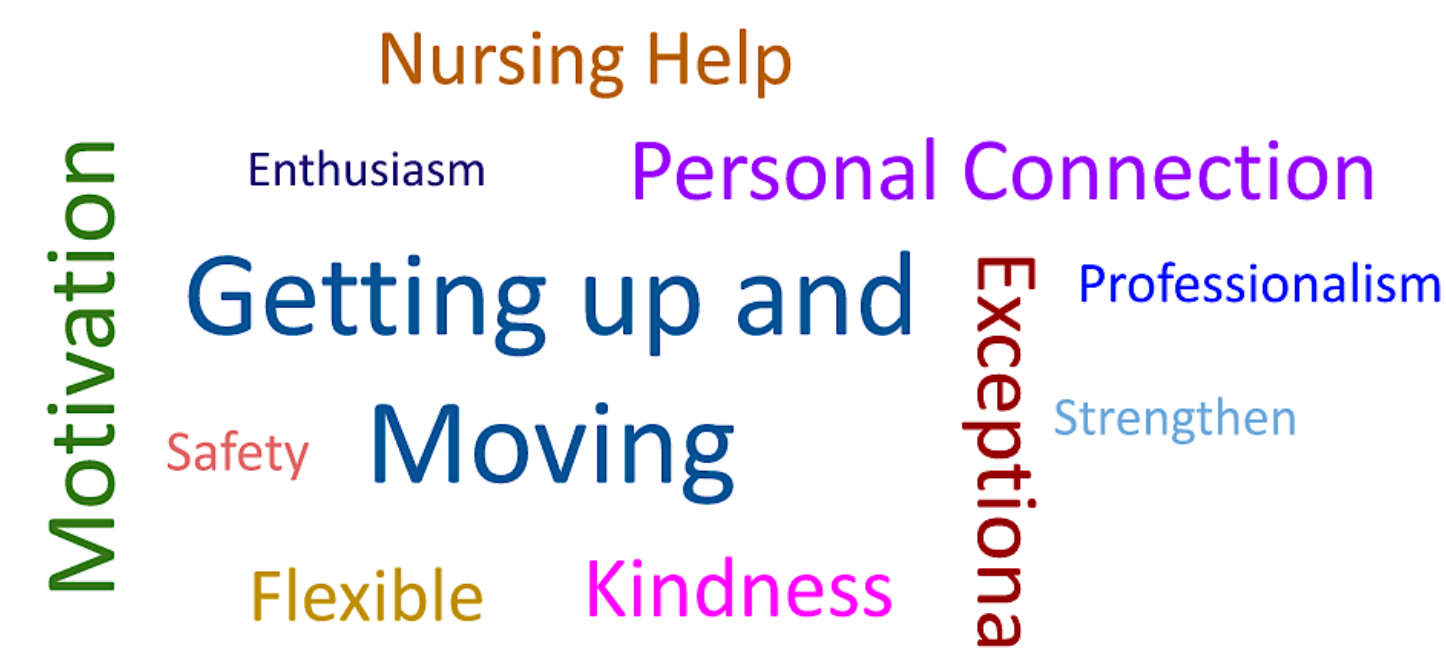 Nursing Help
Motivation
Enthusiasm
Personal Connection
Getting up and
Moving
Exceptiona
Professionalism
Safety
Strengthen
Flexible
Kindness